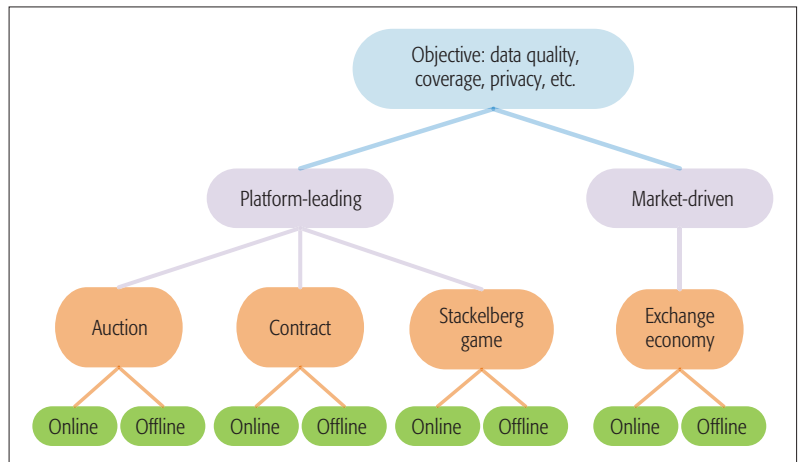 Objective: data quality,
coverage, privacy, etc.
Platform-leading
Market-driven
Auction
Contract
Stackelberg
game
Exchange
economy
Online
Offline
Online
Offline
Online
Offline
Online
Offline